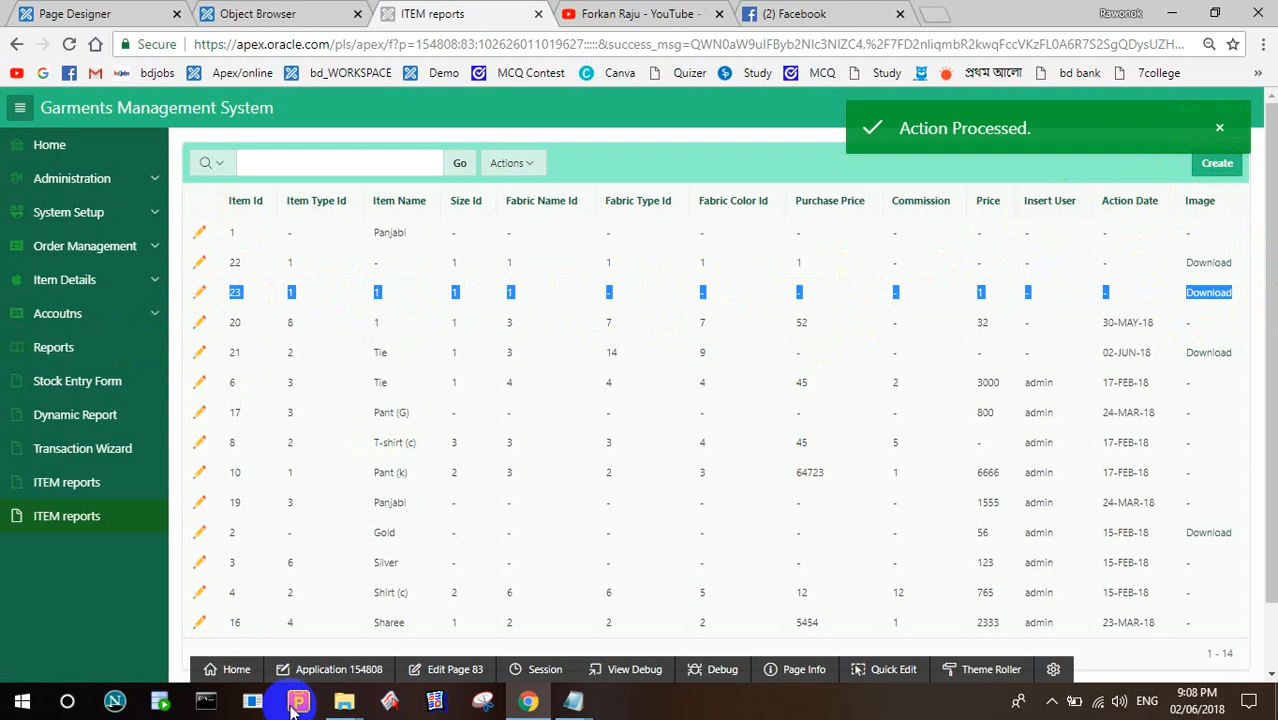 Page Designer × Object Browser × ITEM reports × Forkan Raju - YouTube - × (2) Facebook × Rawonok
Secure https://apex.oracle.com/pls/apex/f?p=154808:83:102626011019627:::::&success_msg=
bdjobs Apex/online bd_WORKSPACE Demo MCQ Contest Canva Quizer Study MCQ Study প্রথম আলো bd bank 7college »
Garments Management System
Action Processed. ×
Home
Administration
System Setup
Order Management
Item Details
Accoutns
Reports
Stock Entry Form
Dynamic Report
Transaction Wizard
ITEM reports
ITEM reports
Go Actions Create
Item Id Item Type Id Item Name Size Id Fabric Name Id Fabric Type Id Fabric Color Id Purchase Price Commission Price Insert User Action Date Image
1 - Panjabi - - - - - - - - - -
22 1 - 1 1 1 1 1 - - - - Download
23 1 1 1 1 - - - - 1 - - Download
20 8 1 1 3 7 7 52 - 32 - 30-MAY-18 -
21 2 Tie 1 3 14 9 - - - - 02-JUN-18 Download
6 3 Tie 1 4 4 4 45 2 3000 admin 17-FEB-18 -
17 3 Pant (G) - - - - - - 800 admin 24-MAR-18 -
8 2 T-shirt (c) 3 3 3 4 45 5 - admin 17-FEB-18 -
10 1 Pant (k) 2 3 2 3 64723 1 6666 admin 17-FEB-18 -
19 3 Panjabi - - - - - - 1555 admin 24-MAR-18 -
2 - Gold - - - - - - 56 admin 15-FEB-18 Download
3 6 Silver - - - - - - 123 admin 15-FEB-18 -
4 2 Shirt (c) 2 6 6 5 12 12 765 admin 15-FEB-18 -
16 4 Sharee 1 2 2 2 5454 - 2333 admin 23-MAR-18 -
1 - 14
Home Application 154808 Edit Page 83 Session View Debug Debug Page Info Quick Edit Theme Roller
ENG 9:08 PM
02/06/2018